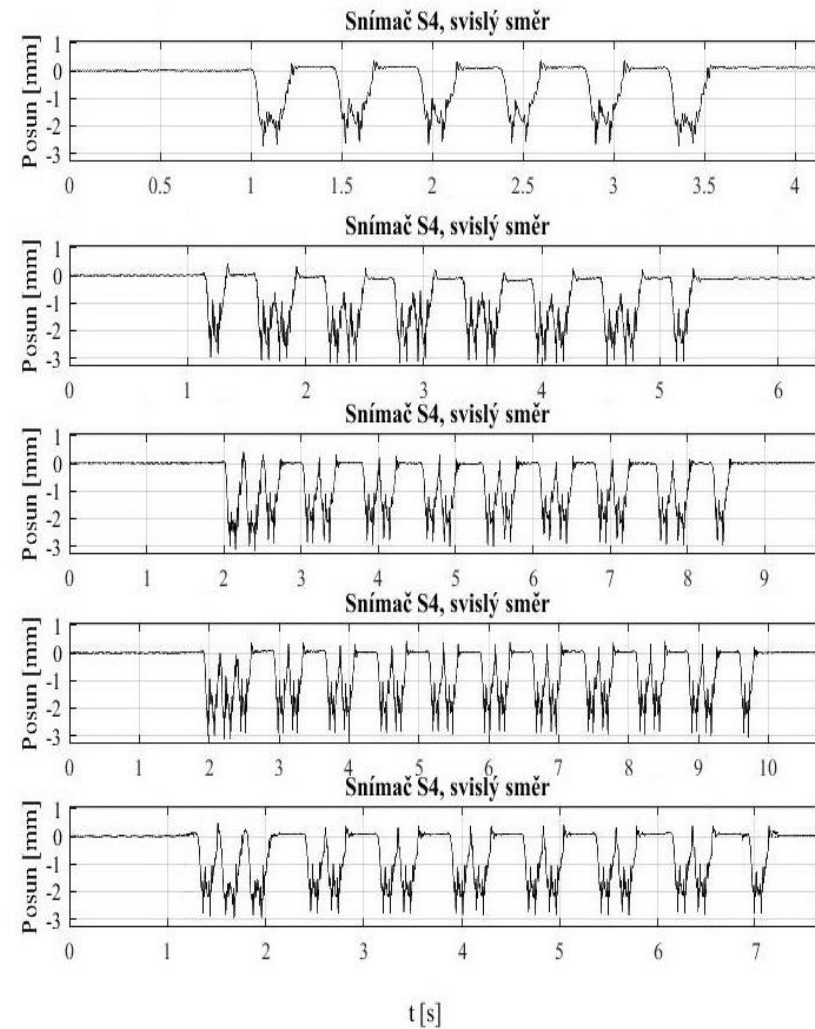 Snímač S4, svislý směr
Posun [mm]
1
0
-1
-2
-3
0 0.5 1 1.5 2 2.5 3 3.5 4
Snímač S4, svislý směr
Posun [mm]
1
0
-1
-2
-3
0 1 2 3 4 5 6
Snímač S4, svislý směr
Posun [mm]
1
0
-1
-2
-3
0 1 2 3 4 5 6 7 8 9
Snímač S4, svislý směr
Posun [mm]
1
0
-1
-2
-3
0 1 2 3 4 5 6 7 8 9 10
Snímač S4, svislý směr
Posun [mm]
1
0
-1
-2
-3
0 1 2 3 4 5 6 7
t [s]